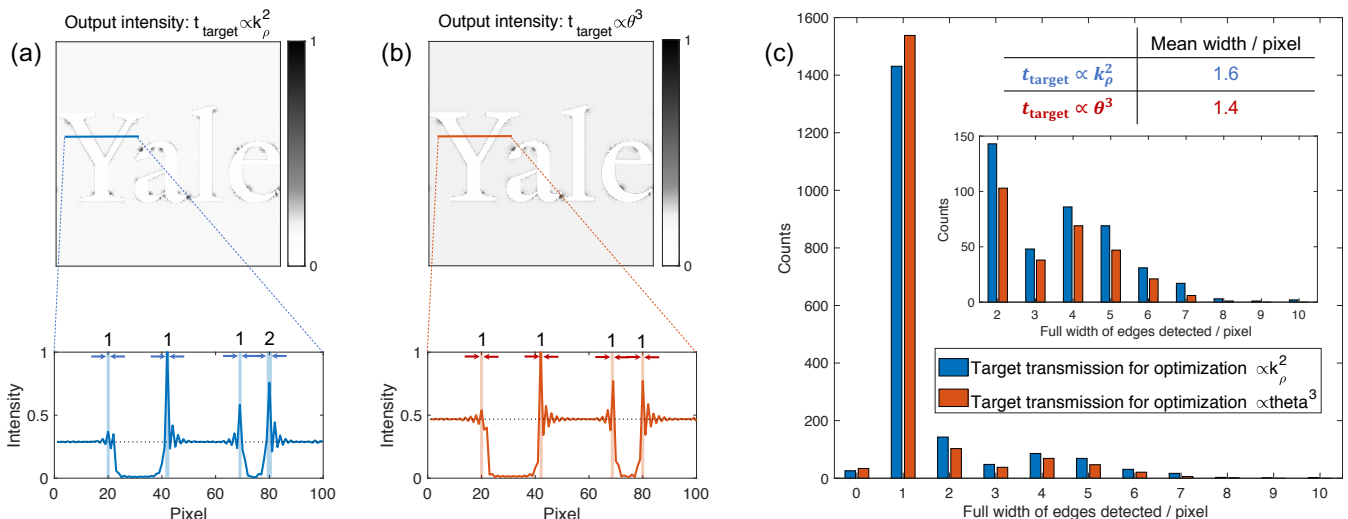 (a)
Output intensity: t target ∝k ρ 2
1
0
Yale
1 1 1 2
Intensity
1
0.5
0
0 20 40 60 80 100
Pixel
(b)
Output intensity: t target ∝θ 3
1
0
Yale
1 1 1 1
Intensity
1
0.5
0
0 20 40 60 80 100
Pixel
(c)
Counts
1600
1400
1200
1000
800
600
400
200
0
0 1 2 3 4 5 6 7 8 9 10
Full width of edges detected / pixel
Mean width / pixel
t target ∝ k ρ 2 1.6
t target ∝ θ 3 1.4
Counts
150
100
50
0
2 3 4 5 6 7 8 9 10
Full width of edges detected / pixel
Target transmission for optimization ∝k ρ 2
Target transmission for optimization ∝theta 3